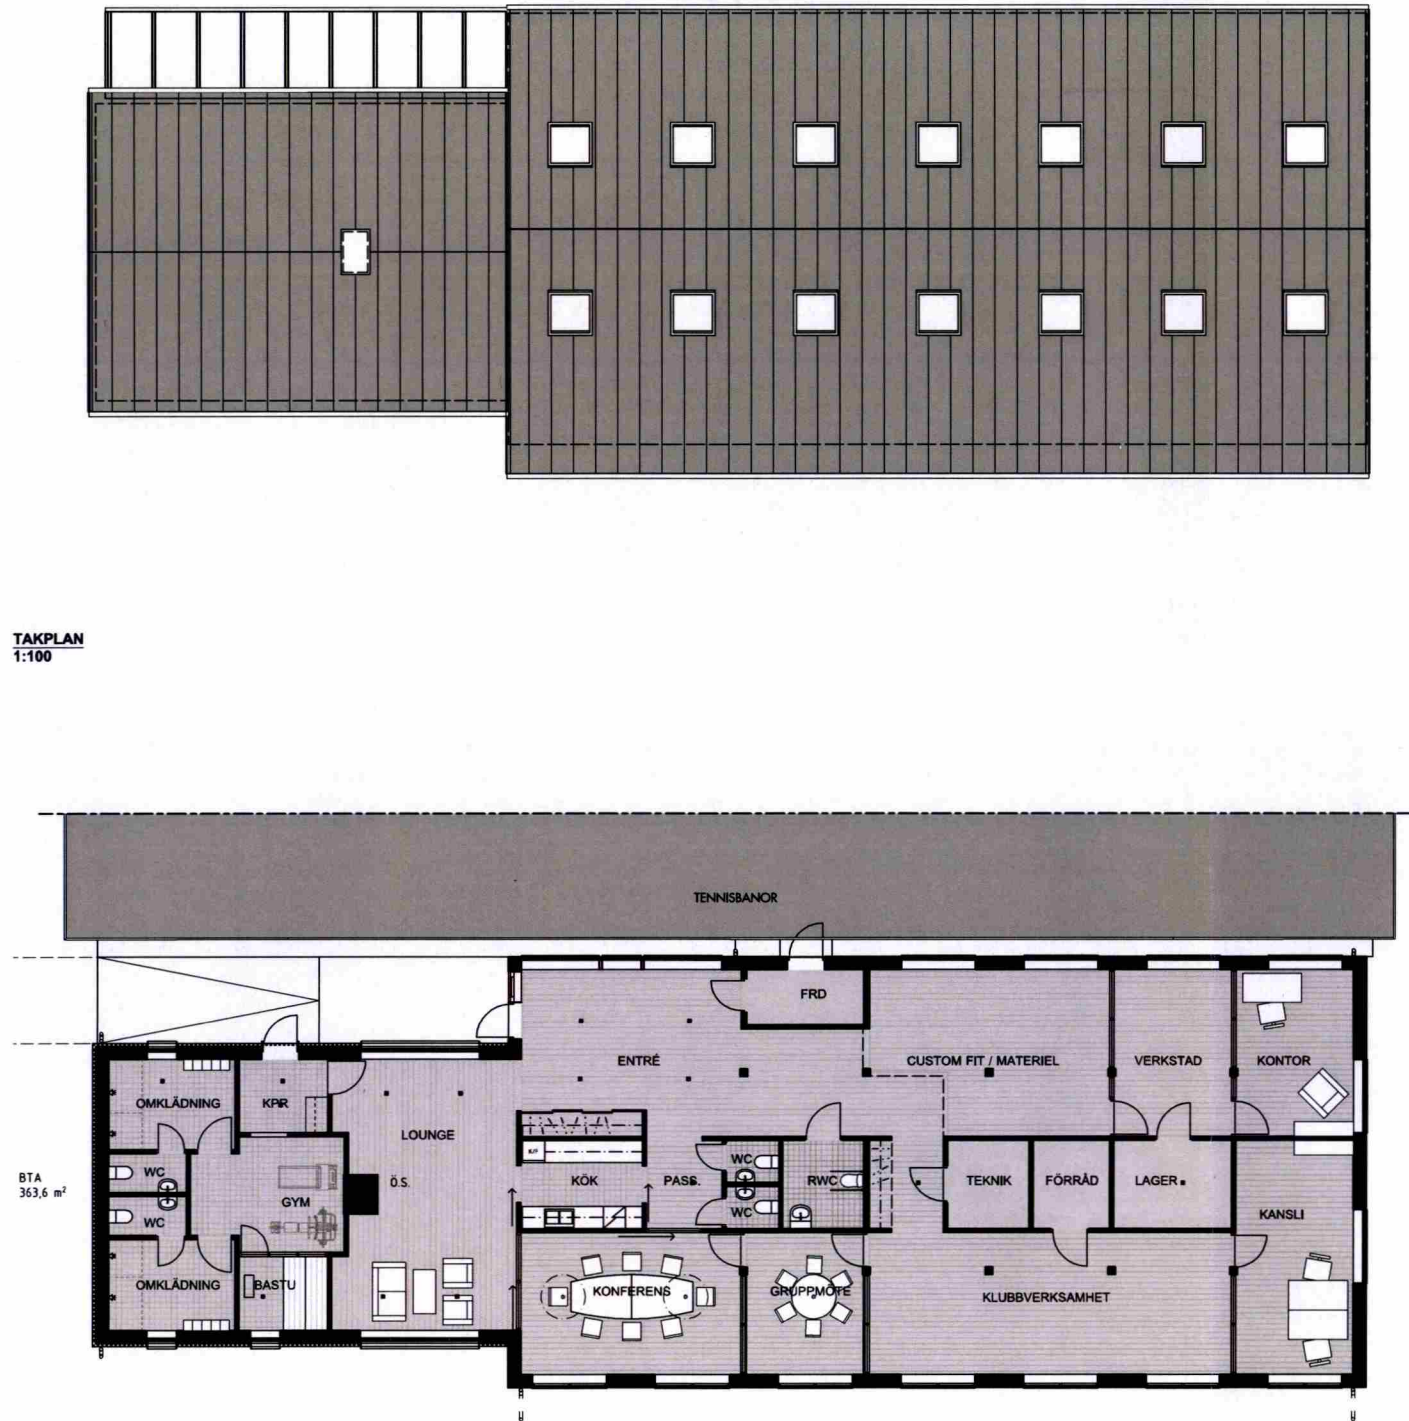 TAKPLAN
1:100
TENNISBANOR
FRD
ENTRÉ
CUSTOM FIT / MATERIEL
VERKSTAD
KONTOR
OMKLÄDNING
KPR
LOUNGE
BTA
363,6 m²
WC
WC
GYM
Ö.S.
KÖK
PASS.
WC
WC
RWC
TEKNIK
FÖRRÅD
LAGER
KANSLI
OMKLÄDNING
BASTU
KONFERENS
GRUPPMÖTE
KLUBBVERKSAMHET